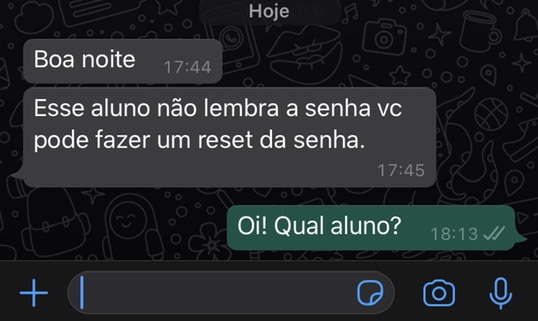 Hoje
Boa noite 17:44
Esse aluno não lembra a senha vc
pode fazer um reset da senha.
17:45
Oi! Qual aluno? 18:13